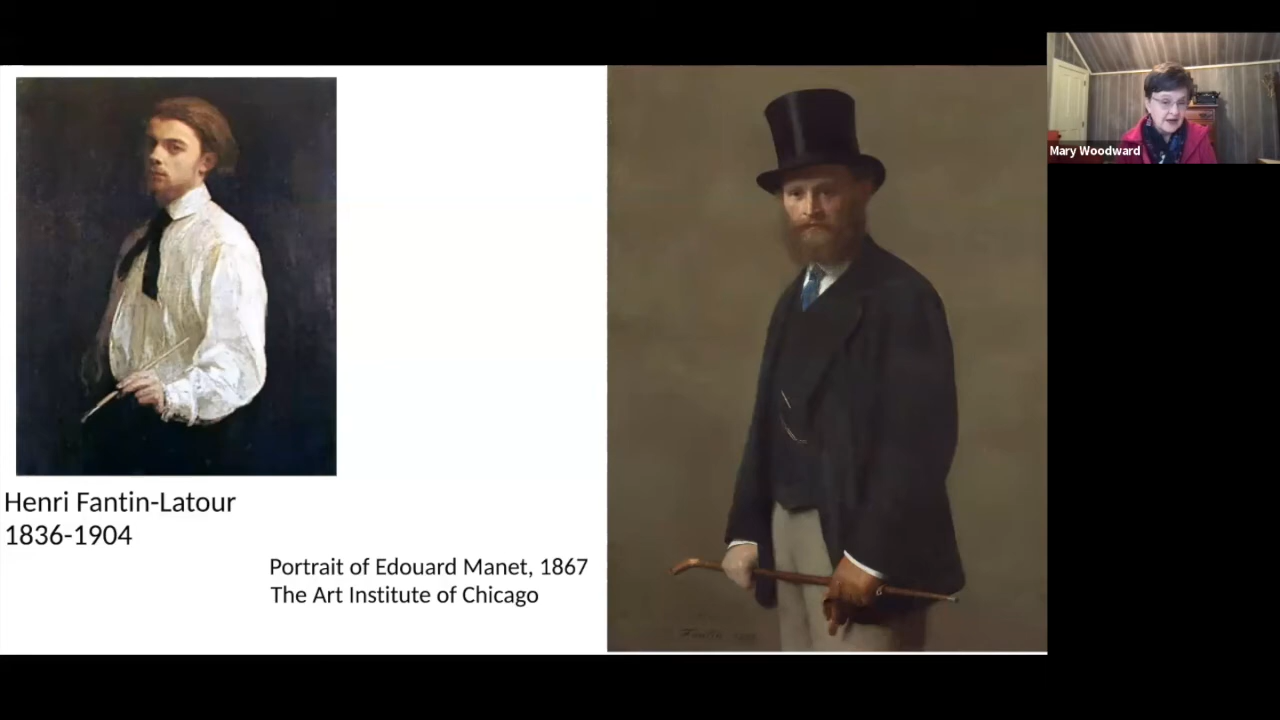 Mary Woodward
Henri Fantin-Latour
1836-1904
Portrait of Edouard Manet, 1867
The Art Institute of Chicago